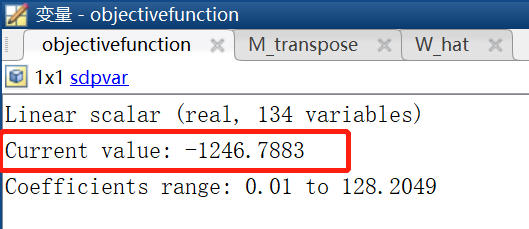 变量 - objectivefunction
objectivefunction M_transpose W_hat
1x1 sdpvar
Linear scalar (real, 134 variables)
Current value: -1246.7883
Coefficients range: 0.01 to 128.2049